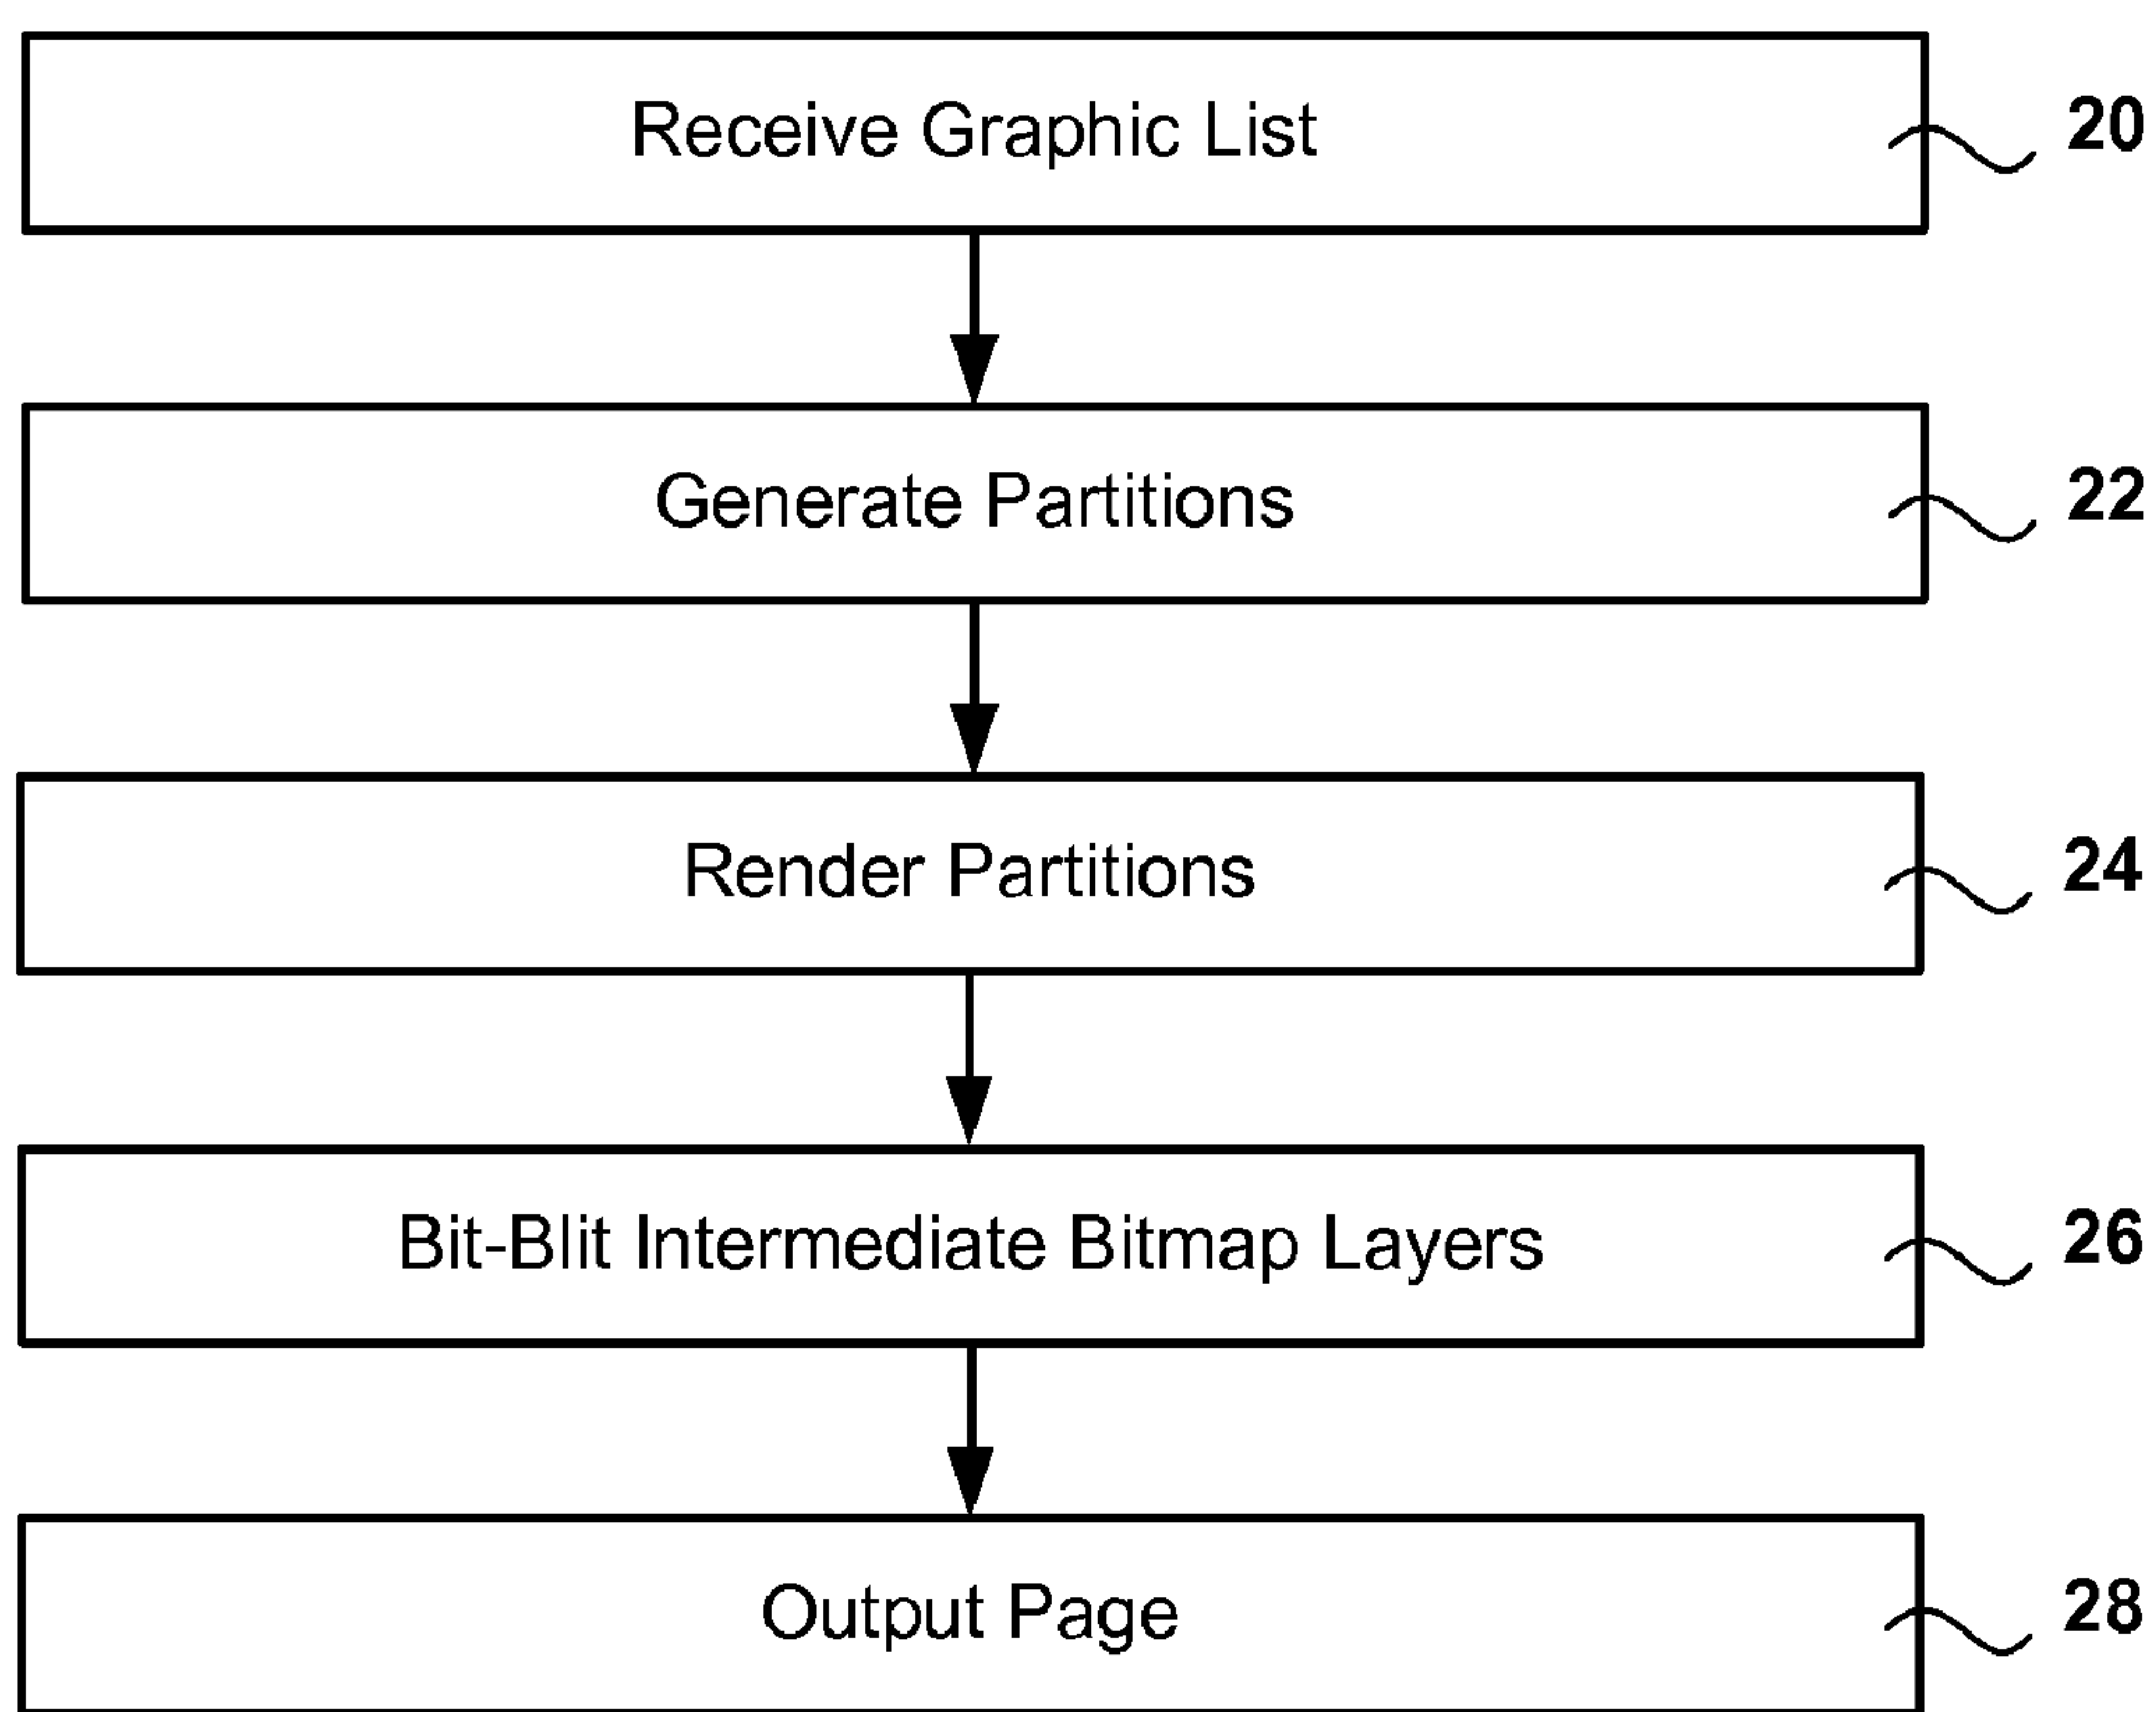 Receive Graphic List
20
Generate Partitions
22
Render Partitions
24
Bit-Blit Intermediate Bitmap Layers
26
Output Page
28